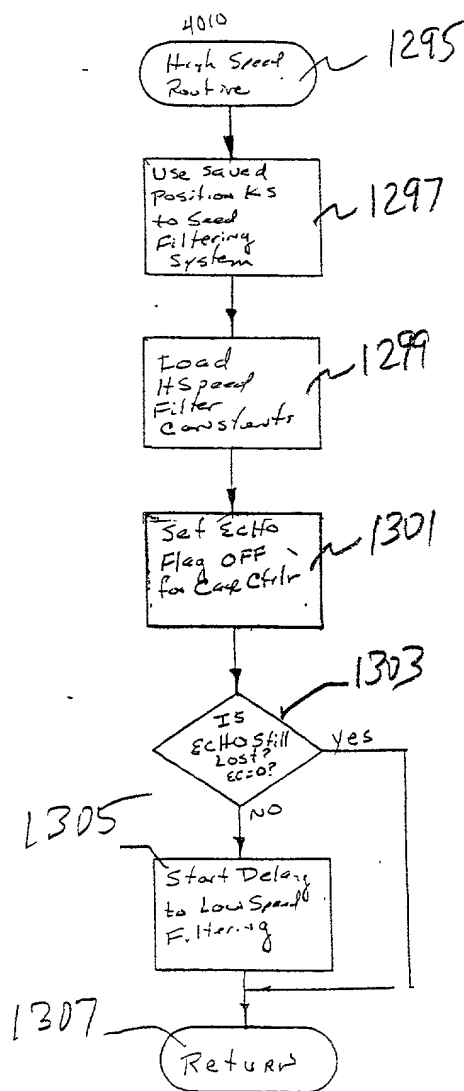 4010
High Speed
Routine
1295
Use Saved
Position KS
to Seed
Filtering
System
1297
Load
HSpeed
Filter
Constants
1299
Set Echo
Flag OFF
for Case Ctrlr
1301
1303
Is
ECHO Still
Lost?
EC=0?
yes
NO
1305
Start Delay
to Low Speed
Filtering
1307
Return